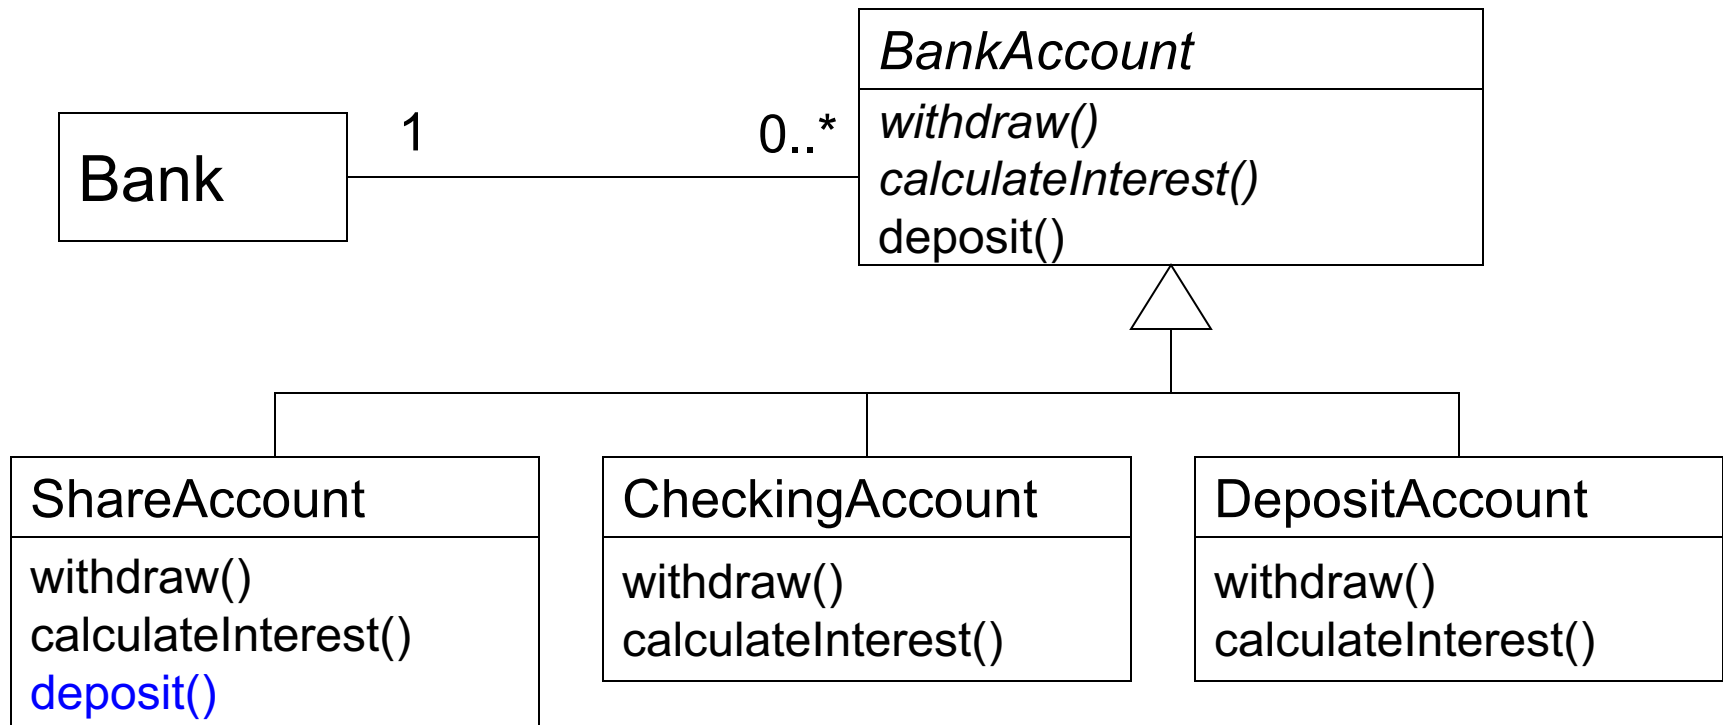 BankAccount
withdraw()
calculateInterest()
deposit()
Bank
1
0..*
ShareAccount
withdraw()
calculateInterest()
deposit()
CheckingAccount
withdraw()
calculateInterest()
DepositAccount
withdraw()
calculateInterest()